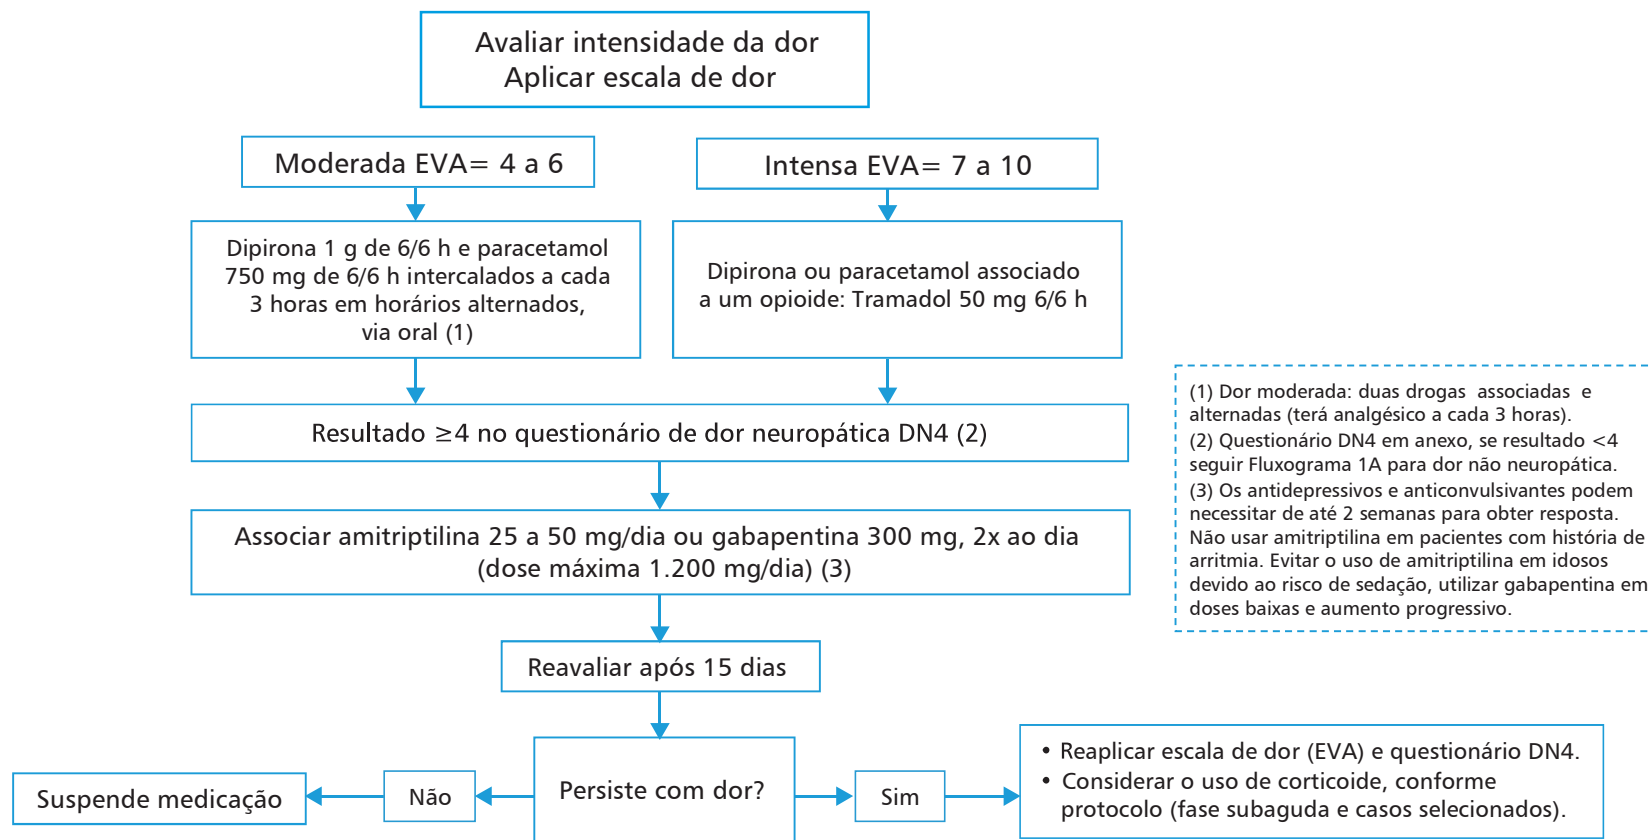 Avaliar intensidade da dor
Aplicar escala de dor
Moderada EVA= 4 a 6
Intensa EVA= 7 a 10
Dipirona 1 g de 6/6 h e paracetamol
750 mg de 6/6 h intercalados a cada
3 horas em horários alternados,
via oral (1)
Dipirona ou paracetamol associado
a um opioide: Tramadol 50 mg 6/6 h
Resultado ≥4 no questionário de dor neuropática DN4 (2)
Associar amitriptilina 25 a 50 mg/dia ou gabapentina 300 mg, 2x ao dia
(dose máxima 1.200 mg/dia) (3)
(1) Dor moderada: duas drogas associadas e
alternadas (terá analgésico a cada 3 horas).
(2) Questionário DN4 em anexo, se resultado <4
seguir Fluxograma 1A para dor não neuropática.
(3) Os antidepressivos e anticonvulsivantes podem
necessitar de até 2 semanas para obter resposta.
Não usar amitriptilina em pacientes com história de
arritmia. Evitar o uso de amitriptilina em idosos
devido ao risco de sedação, utilizar gabapentina em
doses baixas e aumento progressivo.
Reavaliar após 15 dias
Persiste com dor?
Não
Suspende medicação
Sim
• Reaplicar escala de dor (EVA) e questionário DN4.
• Considerar o uso de corticoide, conforme
protocolo (fase subaguda e casos selecionados).